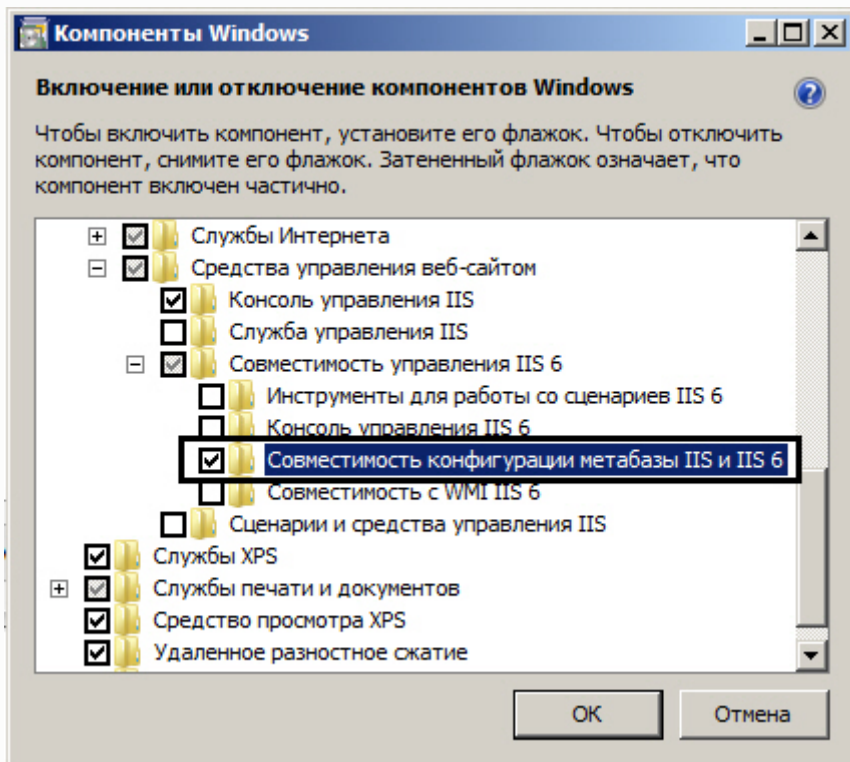 Компоненты Windows
Включение или отключение компонентов Windows
Чтобы включить компонент, установите его флажок. Чтобы отключить
компонент, снимите его флажок. Затененный флажок означает, что
компонент включен частично.
Службы Интернета
Средства управления веб-сайтом
Консоль управления IIS
Служба управления IIS
Совместимость управления IIS 6
Инструменты для работы со сценариев IIS 6
Консоль управления IIS 6
Совместимость конфигурации метабазы IIS и IIS 6
Совместимость с WMI IIS 6
Сценарии и средства управления IIS
Службы XPS
Службы печати и документов
Средство просмотра XPS
Удаленное разностное сжатие
ОК
Отмена